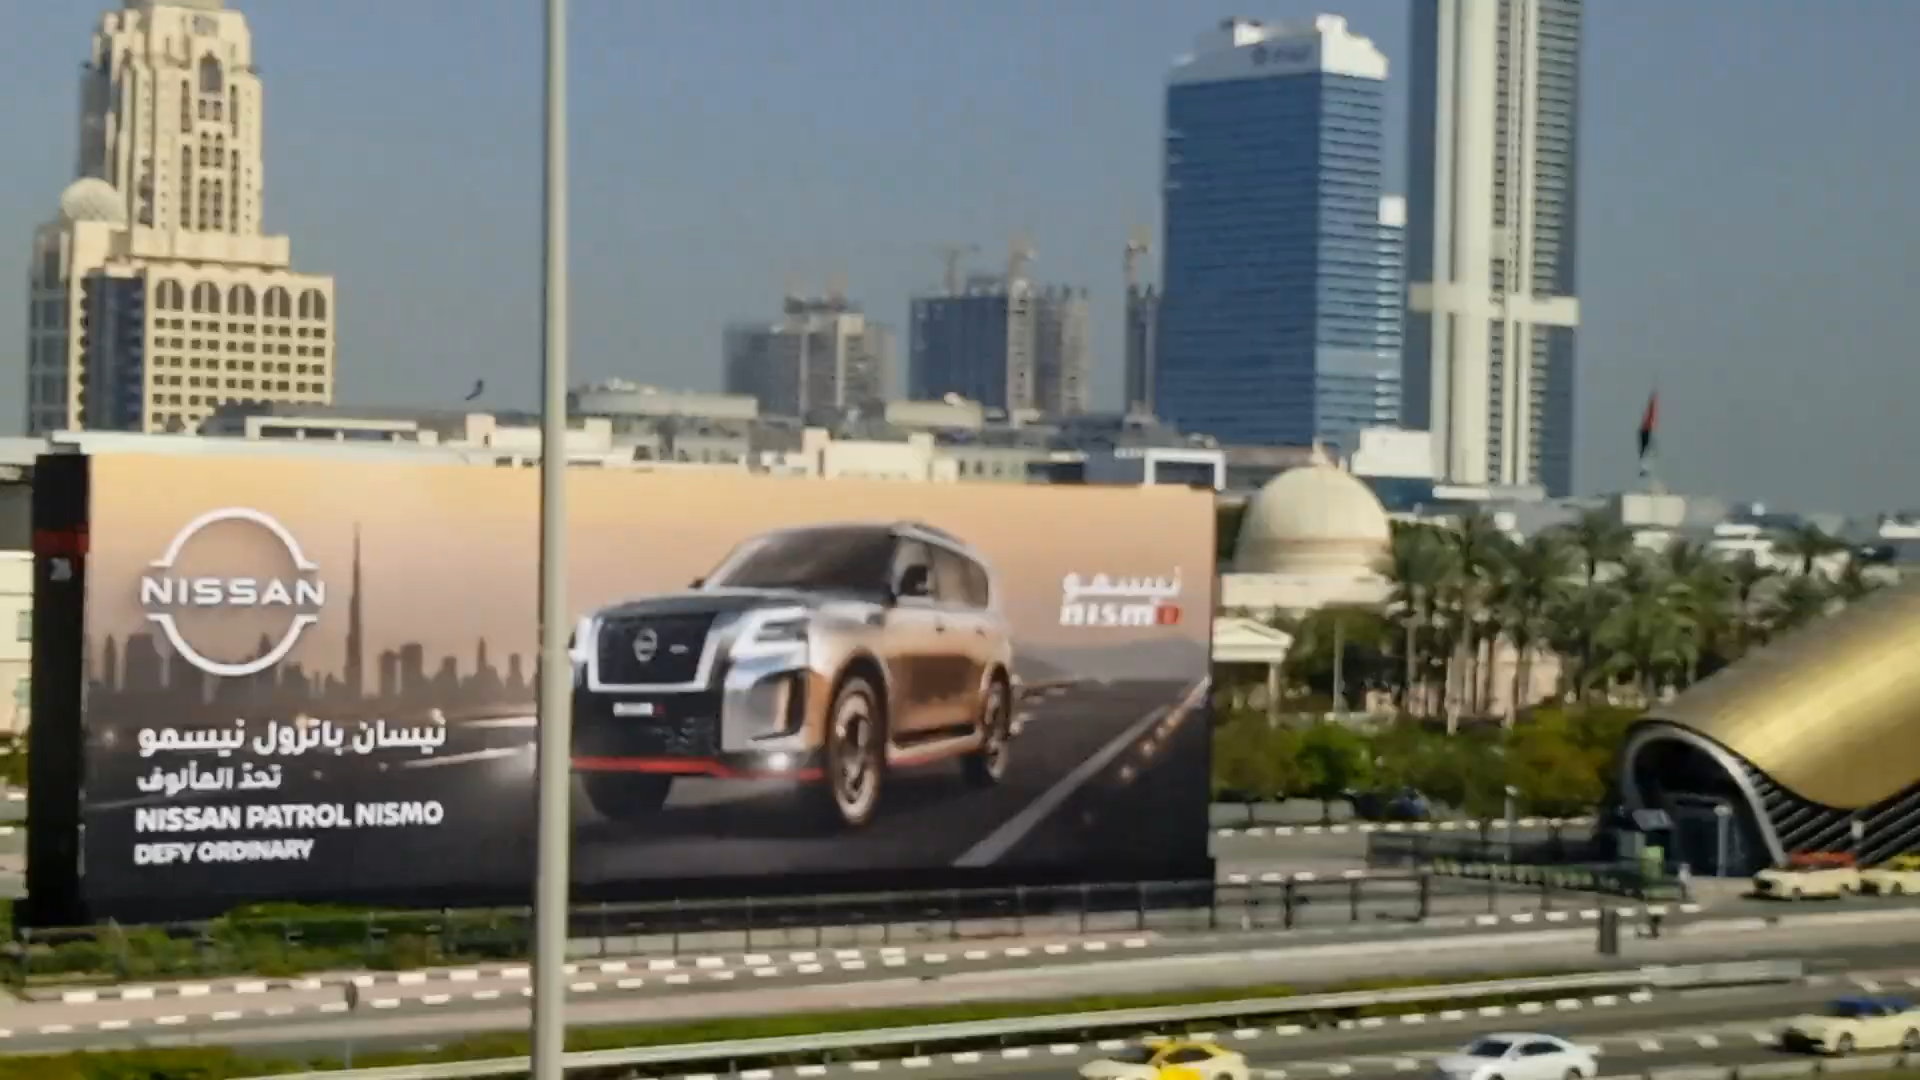 NISSAN
نيسمو
nismo
نيسان باترول نيسمو
تحدّ المألوف
NISSAN PATROL NISMO
DEFY ORDINARY